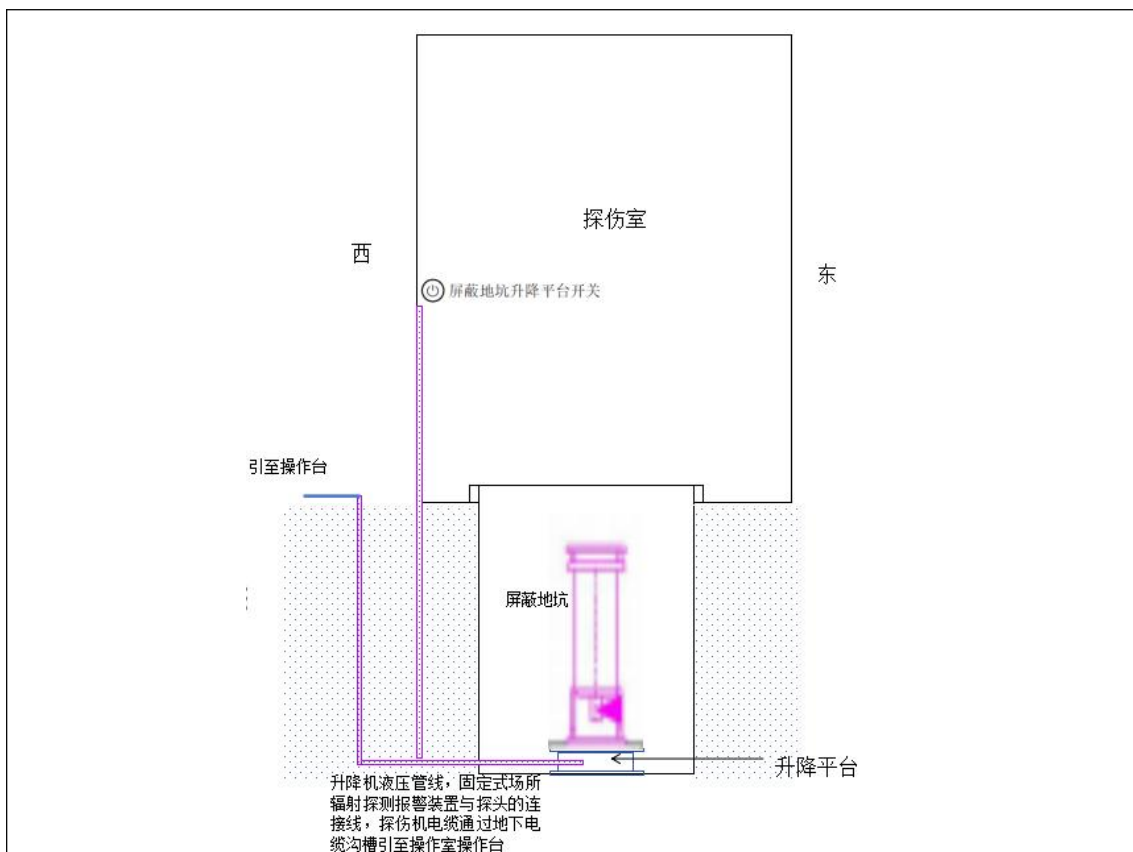 探伤室
西
东
屏蔽地坑升降平台开关
引至操作台
屏蔽地坑
升降平台
升降机液压管线，固定式场所
辐射探测报警装置与探头的连
接线，探伤机电缆通过地下电
缆沟槽引至操作室操作台